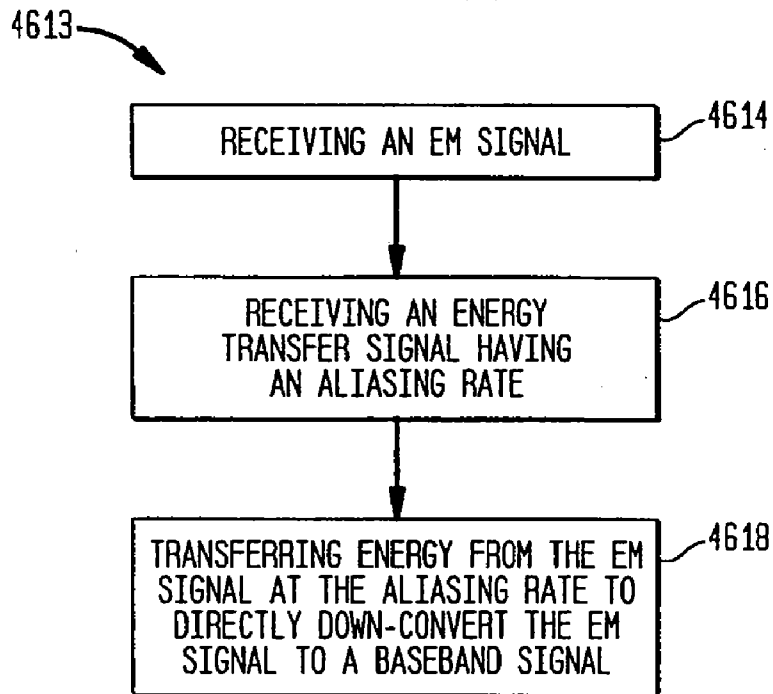 4613
RECEIVING AN EM SIGNAL
4614
RECEIVING AN ENERGY
TRANSFER SIGNAL HAVING
AN ALIASING RATE
4616
TRANSFERRING ENERGY FROM THE EM
SIGNAL AT THE ALIASING RATE TO
DIRECTLY DOWN-CONVERT THE EM
SIGNAL TO A BASEBAND SIGNAL
4618